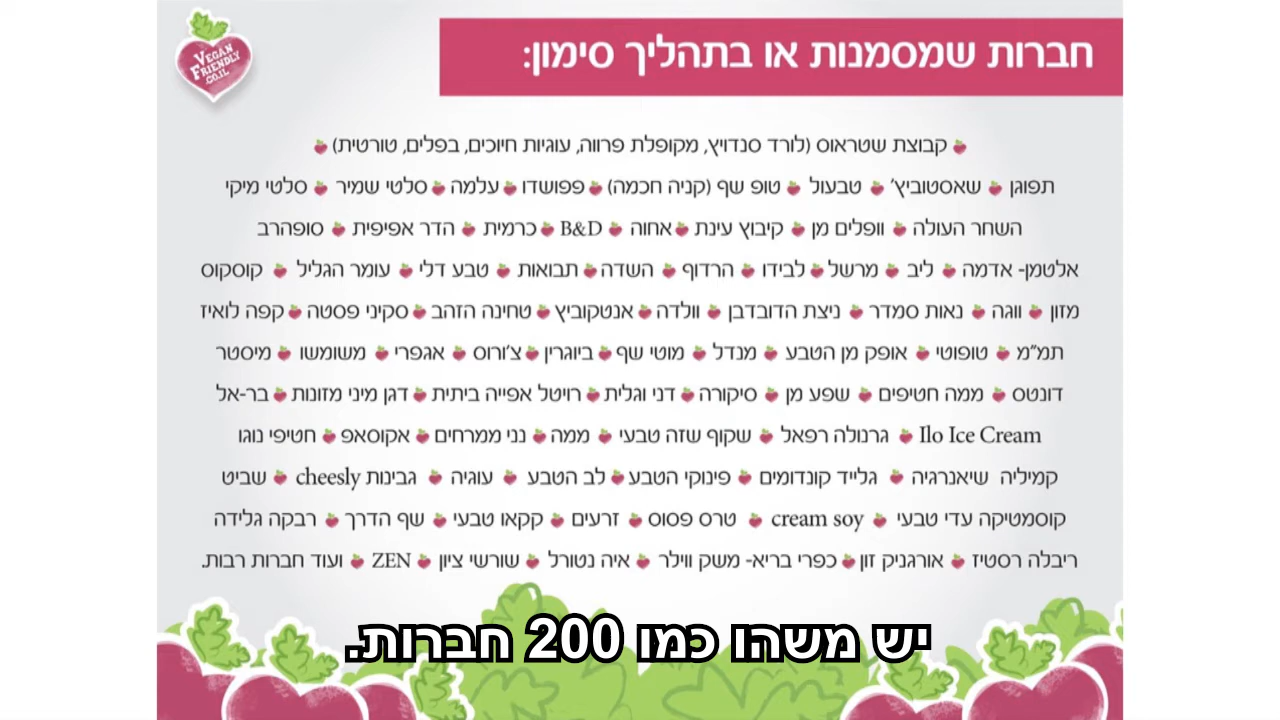 VEGAN
FRIENDLY
.CO.IL
חברות שמסמנות או בתהליך סימון:
קבוצת שטראוס (לורד סנדויץ, מקופלת פרווה, עוגיות חיוכים, בפלים, טורטית)
תפוגן שאסטוביץ' טבעול טופ שף (קניה חכמה) פפושדו עלמה סלטי שמיר סלטי מיקי
השחר העולה וופלים מן קיבוץ עינת אחוה B&D כרמית הדר אפיפית סופהרב
אלטמן- אדמה ליב מרשל לבידו הרדוף השדה תבואות טבע דלי עומר הגליל קוסקוס
מזון ווגה נאות סמדר ניצת הדובדבן וולדה אנטקוביץ טחינה הזהב סקיני פסטה קפה לואיז
תמ"מ טופוטי אופק מן הטבע מנדל מוטי שף ביוגרין צ'ורוס אגפרי משומשו מיסטר
דונטס ממה חטיפים שפע מן סיקורה דני וגלית רויטל אפייה ביתית דגן מיני מזונות בר-אל
Ilo Ice Cream גרנולה רפאל שקוף שזה טבעי ממה נני ממרחים אקוסאפ חטיפי נוגו
קמיליה שיאנרגיה גלייד קונדומים פינוקי הטבע לב הטבע עוגיה גבינות cheesly שביט
קוסמטיקה עדי טבעי cream soy טרס פסוס זרעים קקאו טבעי שף הדרך רבקה גלידה
ריבלה רסטיז אורגניק זון כפרי בריא- משק ווילר איה נטורל שורשי ציון ZEN ועוד חברות רבות.
יש משהו כמו 200 חברות.